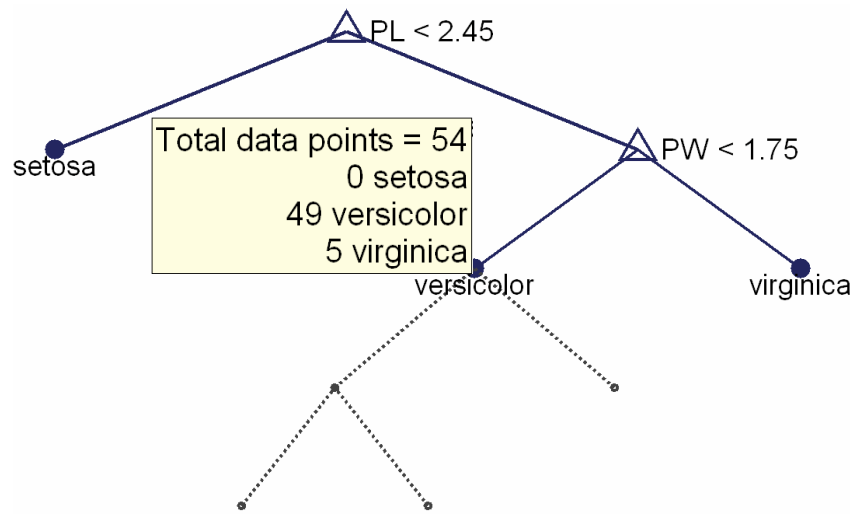 PL < 2.45
setosa
Total data points = 54
0 setosa
49 versicolor
5 virginica
PW < 1.75
versicolor
virginica